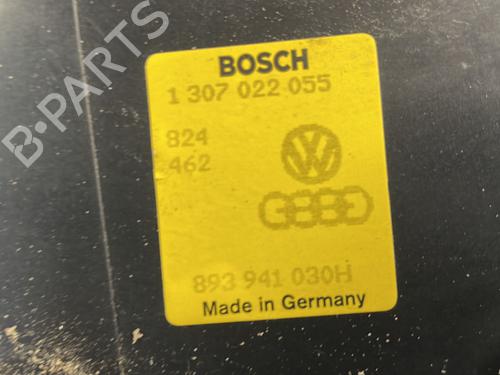 BOSCH
1 307 022 055
824
462
893 941 030H
Made in Germany
B-PARTS